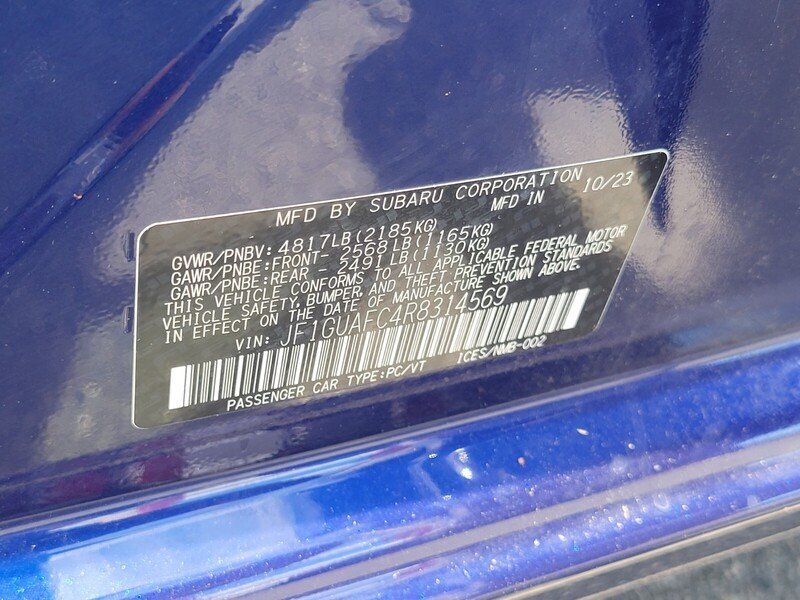 MFD BY SUBARU CORPORATION
MFD IN 10/23
GVWR/PNBV: 4817LB(2185KG)
GAWR/PNBE:FRONT- 2568LB(1165KG)
GAWR/PNBE:REAR - 2491LB(1130KG)
THIS VEHICLE CONFORMS TO ALL APPLICABLE FEDERAL MOTOR
VEHICLE SAFETY, BUMPER, AND THEFT PREVENTION STANDARDS
IN EFFECT ON THE DATE OF MANUFACTURE SHOWN ABOVE.
VIN: JF1GUAFC4R8314569
PASSENGER CAR TYPE:PC/VT ICES/NMB-002